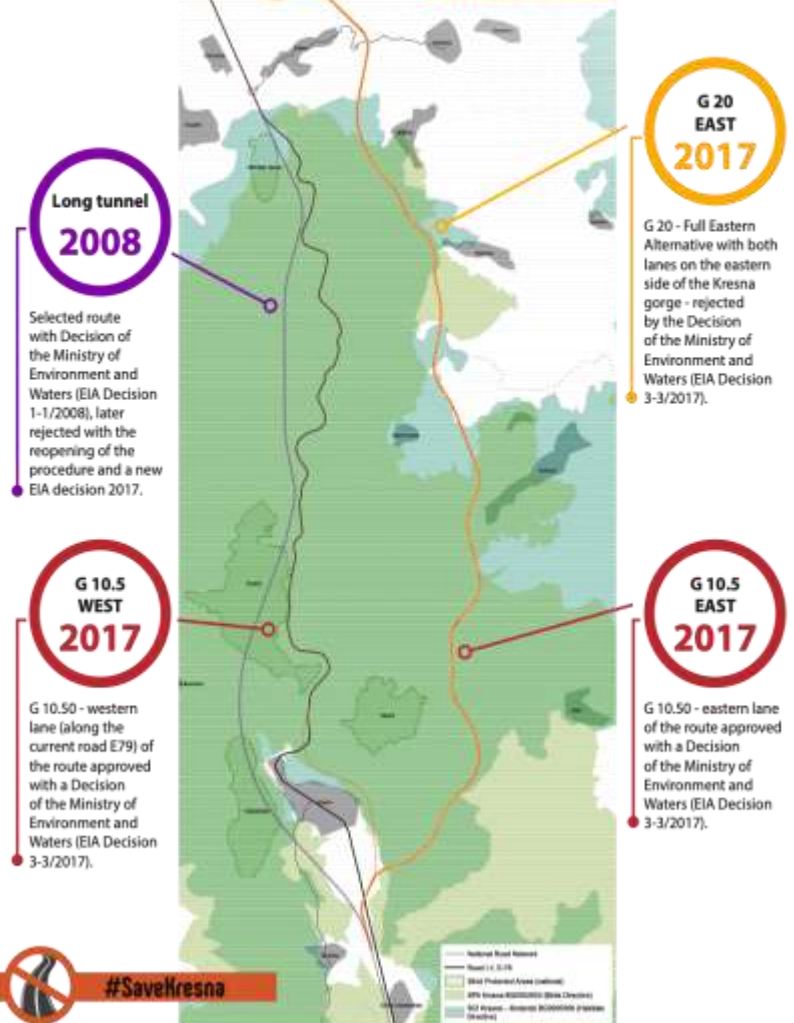 G 20
EAST
2017
G 20 - Full Eastern
Alternative with both
lanes on the eastern
side of the Kresna
gorge - rejected
by the Decision
of the Ministry of
Environment and
Waters (EIA Decision
3-3/2017).
Long tunnel
2008
Selected route
with Decision of
the Ministry of
Environment and
Waters (EIA Decision
1-1/2008), later
rejected with the
reopening of the
procedure and a new
EIA decision 2017.
G 10.5
WEST
2017
G 10.50 - western
lane (along the
current road E79) of
the route approved
with a Decision
of the Ministry of
Environment and
Waters (EIA Decision
3-3/2017).
G 10.5
EAST
2017
G 10.50 - eastern lane
of the route approved
with a Decision
of the Ministry of
Environment and
Waters (EIA Decision
3-3/2017).
National Road Network
Protected Areas (national)
Directive)
#SaveKresna